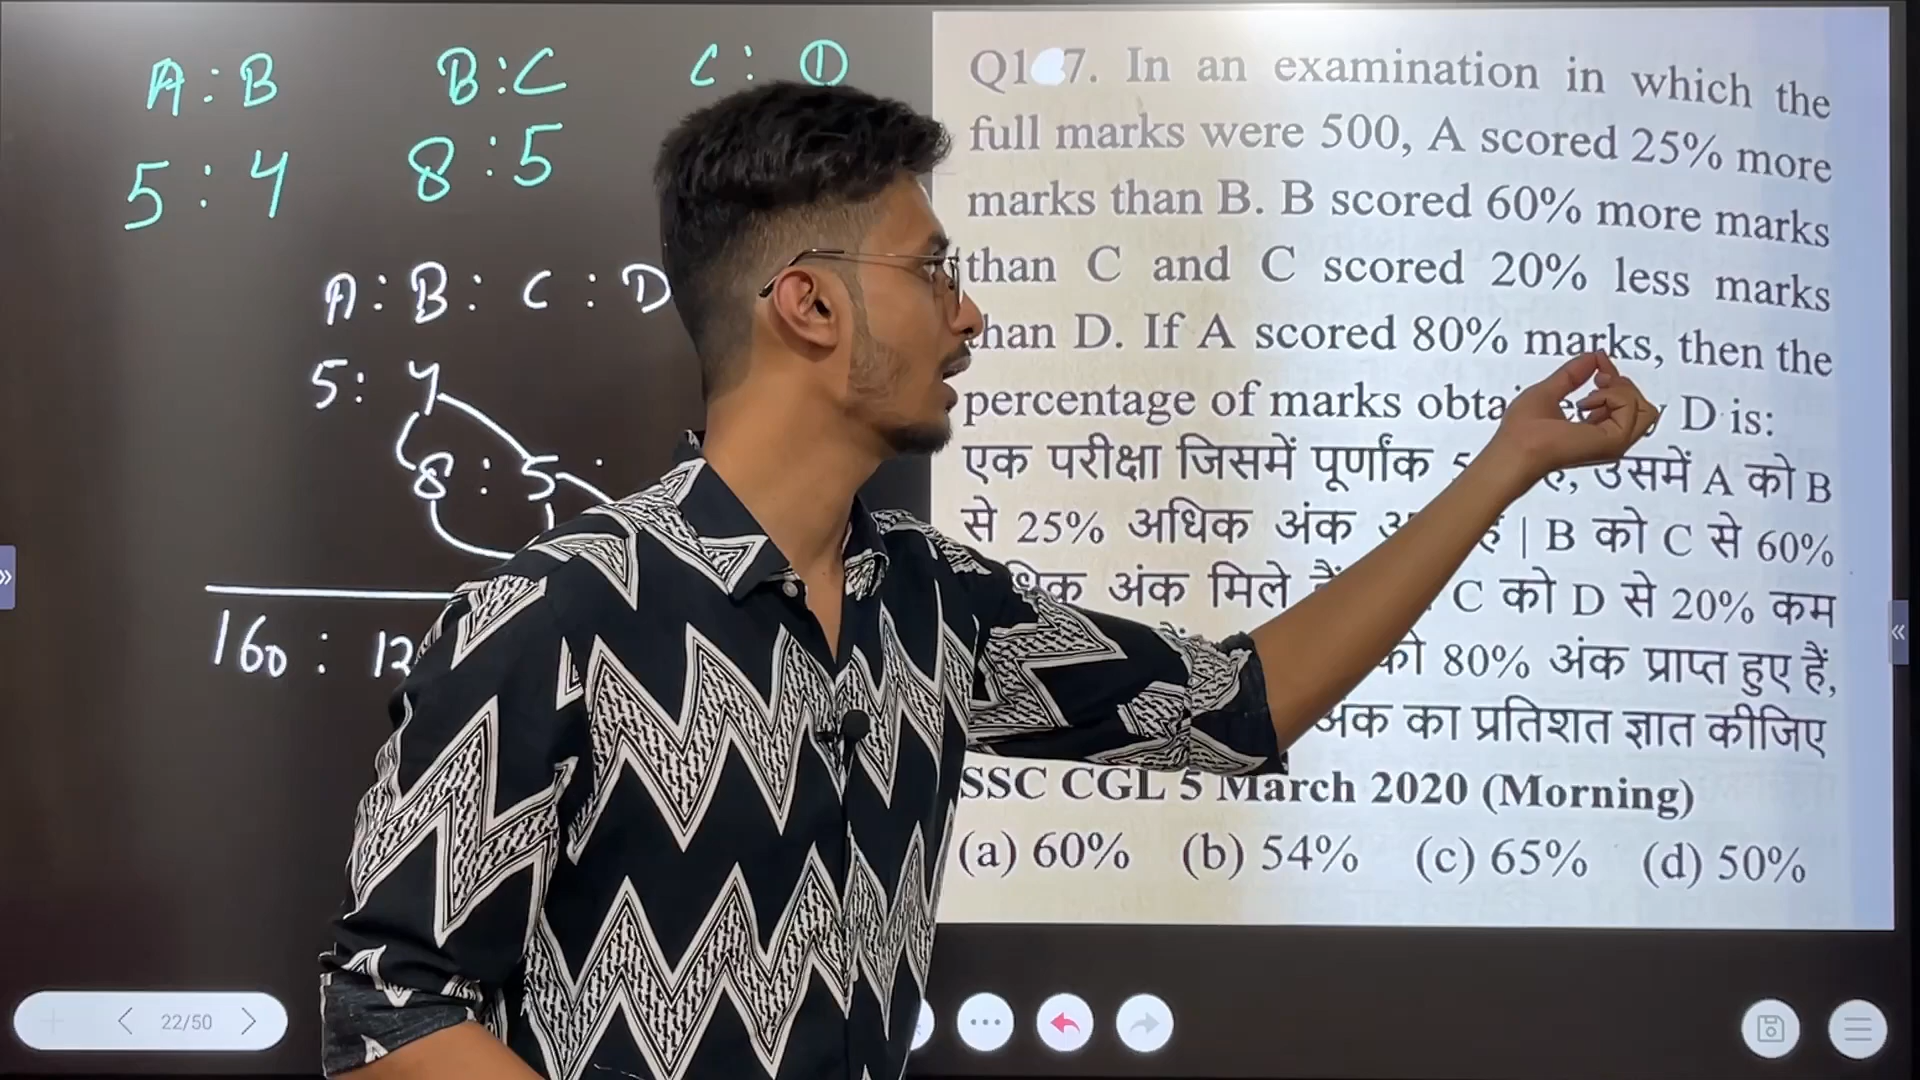 A : B
B : C
C : D
5 : 4
8 : 5
A : B : C : D
5 : 4
8 : 5 :
160 : 12
Q1 7. In an examination in which the
full marks were 500, A scored 25% more
marks than B. B scored 60% more marks
than C and C scored 20% less marks
than D. If A scored 80% marks, then the
percentage of marks D is:
एक परीक्षा जिसमें पूर्णांक उसमें A को B
से 25% अधिक अंक | B को C से 60%
अंक मिले C को D से 20% कम
80% अंक प्राप्त हुए हैं,
अंक का प्रतिशत ज्ञात कीजिए
SSC CGL 5 March 2020 (Morning)
(a) 60% (b) 54% (c) 65% (d) 50%
22/50